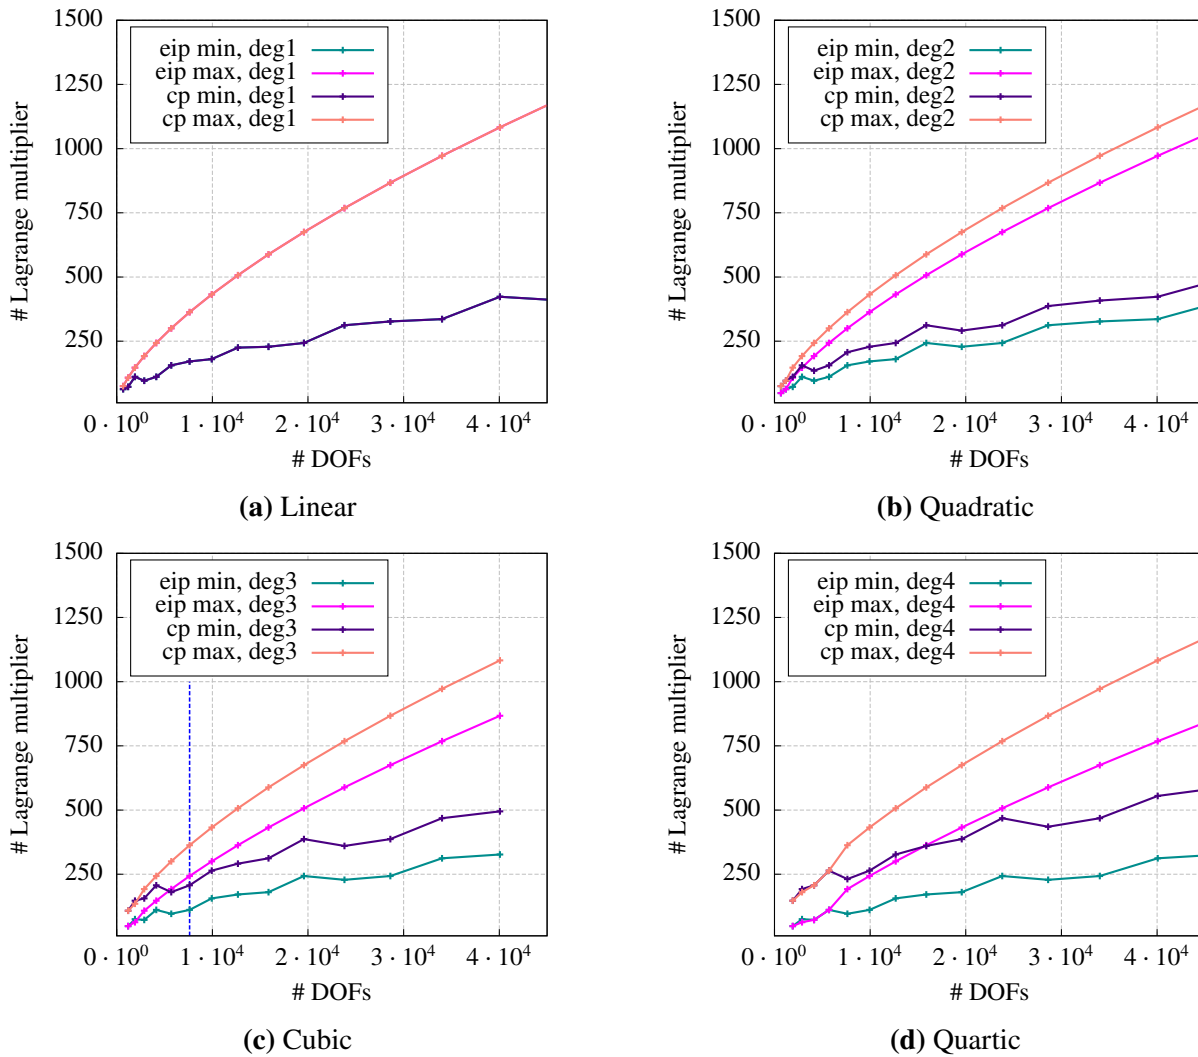 1500
1250
1000
750
500
250
# Lagrange multiplier
eip min, deg1
eip max, deg1
cp min, deg1
cp max, deg1
0 · 10^0
1 · 10^4
2 · 10^4
3 · 10^4
4 · 10^4
# DOFs
(a) Linear
1500
1250
1000
750
500
250
# Lagrange multiplier
eip min, deg2
eip max, deg2
cp min, deg2
cp max, deg2
0 · 10^0
1 · 10^4
2 · 10^4
3 · 10^4
4 · 10^4
# DOFs
(b) Quadratic
1500
1250
1000
750
500
250
# Lagrange multiplier
eip min, deg3
eip max, deg3
cp min, deg3
cp max, deg3
0 · 10^0
1 · 10^4
2 · 10^4
3 · 10^4
4 · 10^4
# DOFs
(c) Cubic
1500
1250
1000
750
500
250
# Lagrange multiplier
eip min, deg4
eip max, deg4
cp min, deg4
cp max, deg4
0 · 10^0
1 · 10^4
2 · 10^4
3 · 10^4
4 · 10^4
# DOFs
(d) Quartic